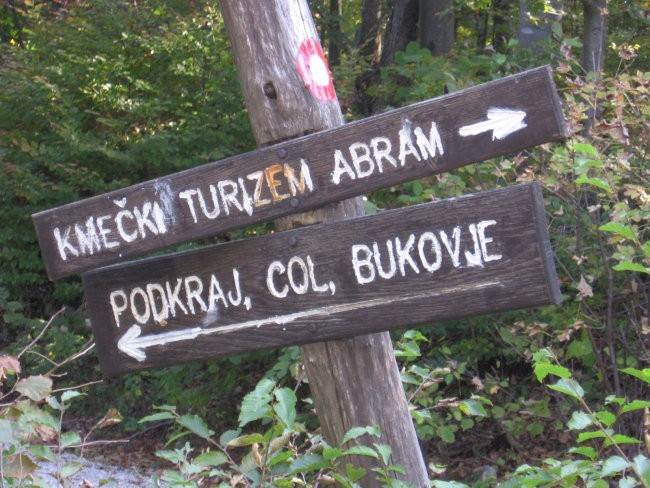 KMEČKI TURIZEM ABRAM
PODKRAJ, COL, BUKOVJE